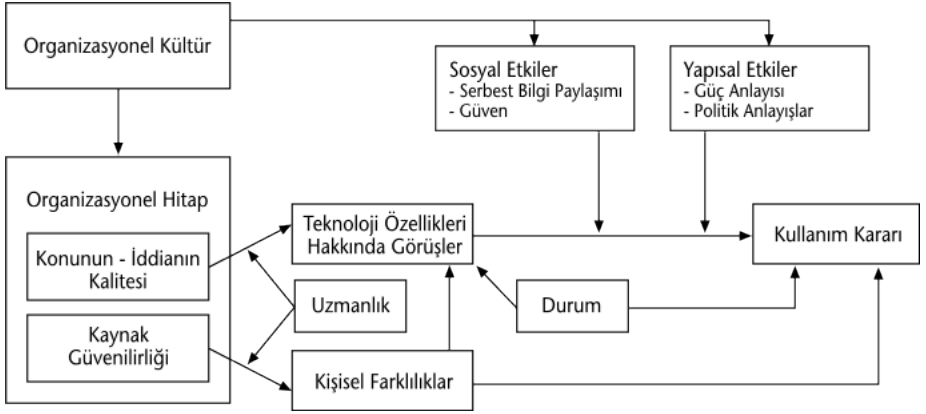 Organizasyonel Kültür
Sosyal Etkiler
- Serbest Bilgi Paylaşımı
- Güven
Yapısal Etkiler
- Güç Anlayısı
- Politik Anlayışlar
Organizasyonel Hitap
Konunun - İddianın
Kalitesi
Kaynak
Güvenilirliği
Teknoloji Özellikleri
Hakkında Görüşler
Uzmanlık
Durum
Kişisel Farklılıklar
Kullanım Kararı